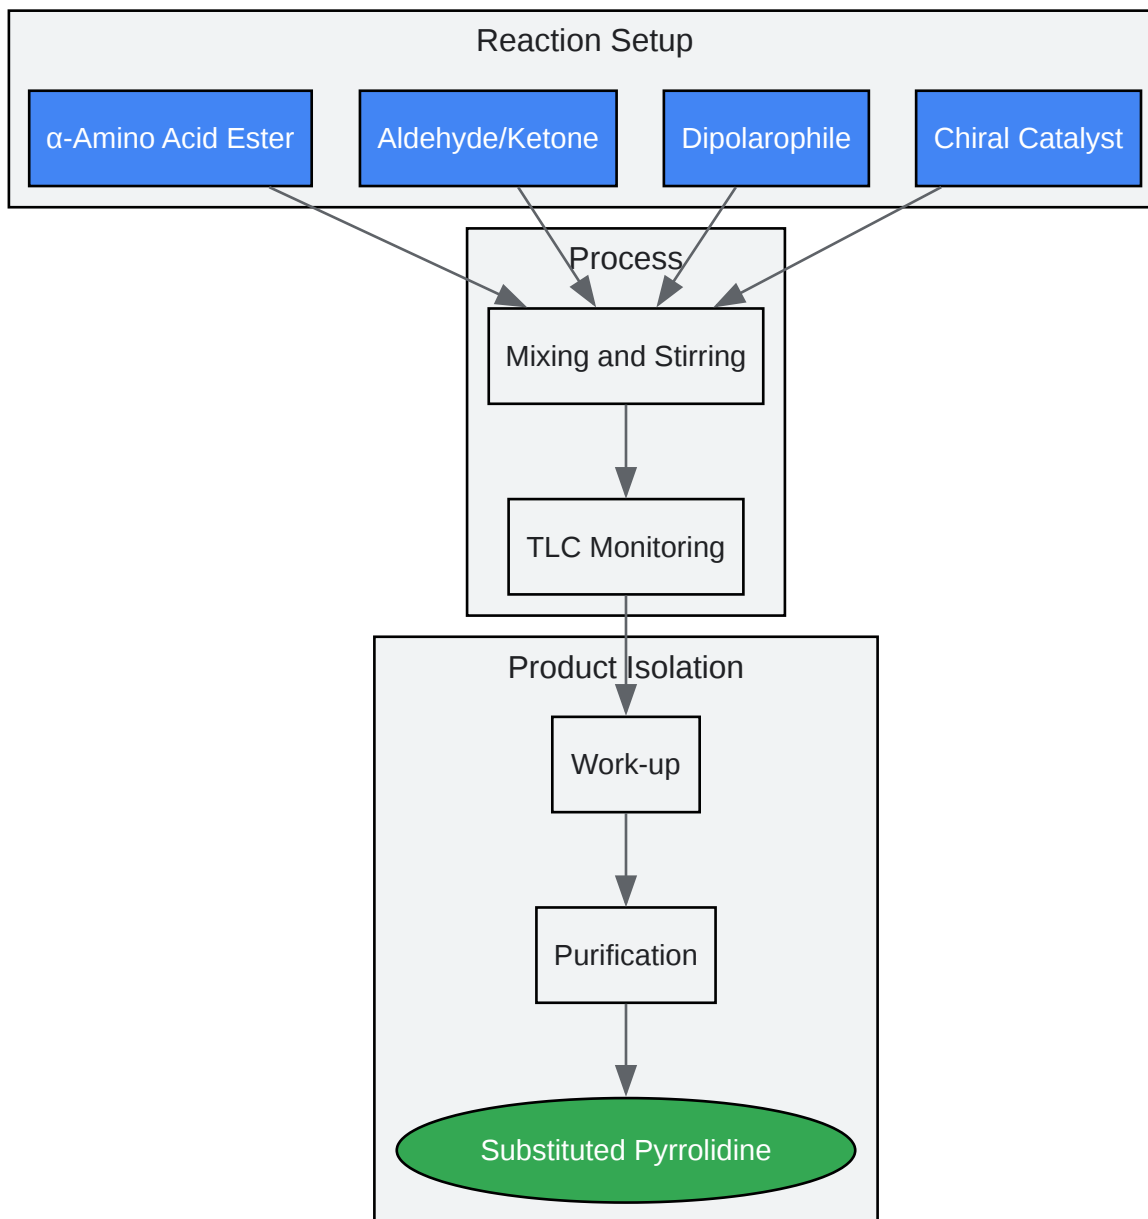 Reaction Setup
α-Amino Acid Ester
Aldehyde/Ketone
Dipolarophile
Chiral Catalyst
Process
Mixing and Stirring
TLC Monitoring
Product Isolation
Work-up
Purification
Substituted Pyrrolidine